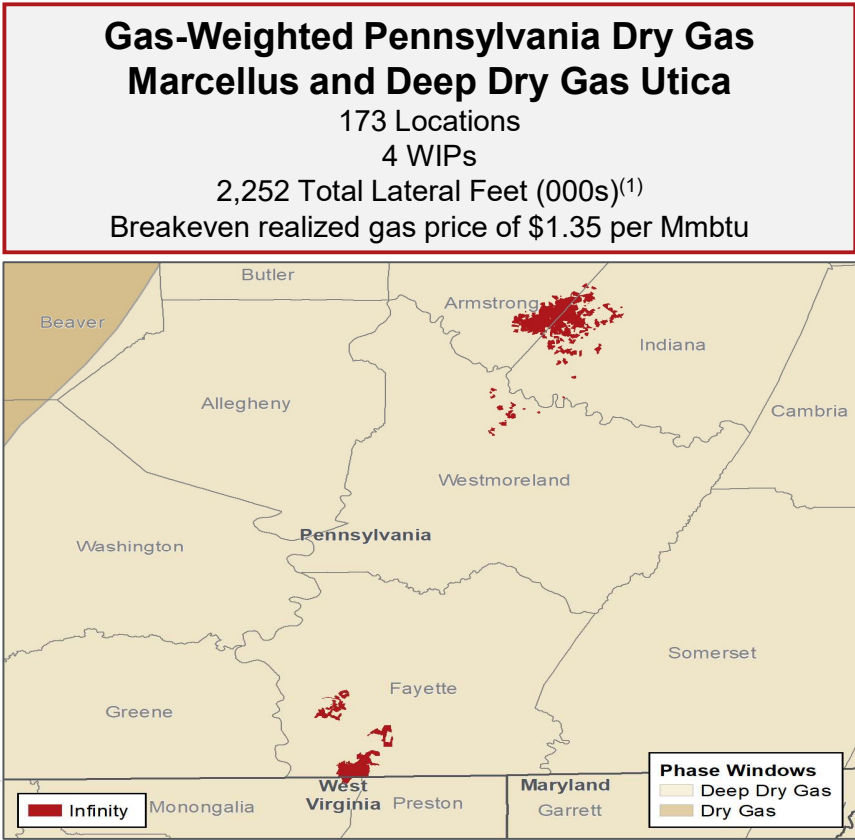 Gas-Weighted Pennsylvania Dry Gas
Marcellus and Deep Dry Gas Utica
173 Locations
4 WIPs
2,252 Total Lateral Feet (000s)(1)
Breakeven realized gas price of $1.35 per Mmbtu
Butler
Beaver
Armstrong
Indiana
Allegheny
Cambria
Westmoreland
Pennsylvania
Washington
Somerset
Fayette
Greene
West
Virginia
Maryland
Monongalia
Preston
Garrett
Infinity
Phase Windows
Deep Dry Gas
Dry Gas